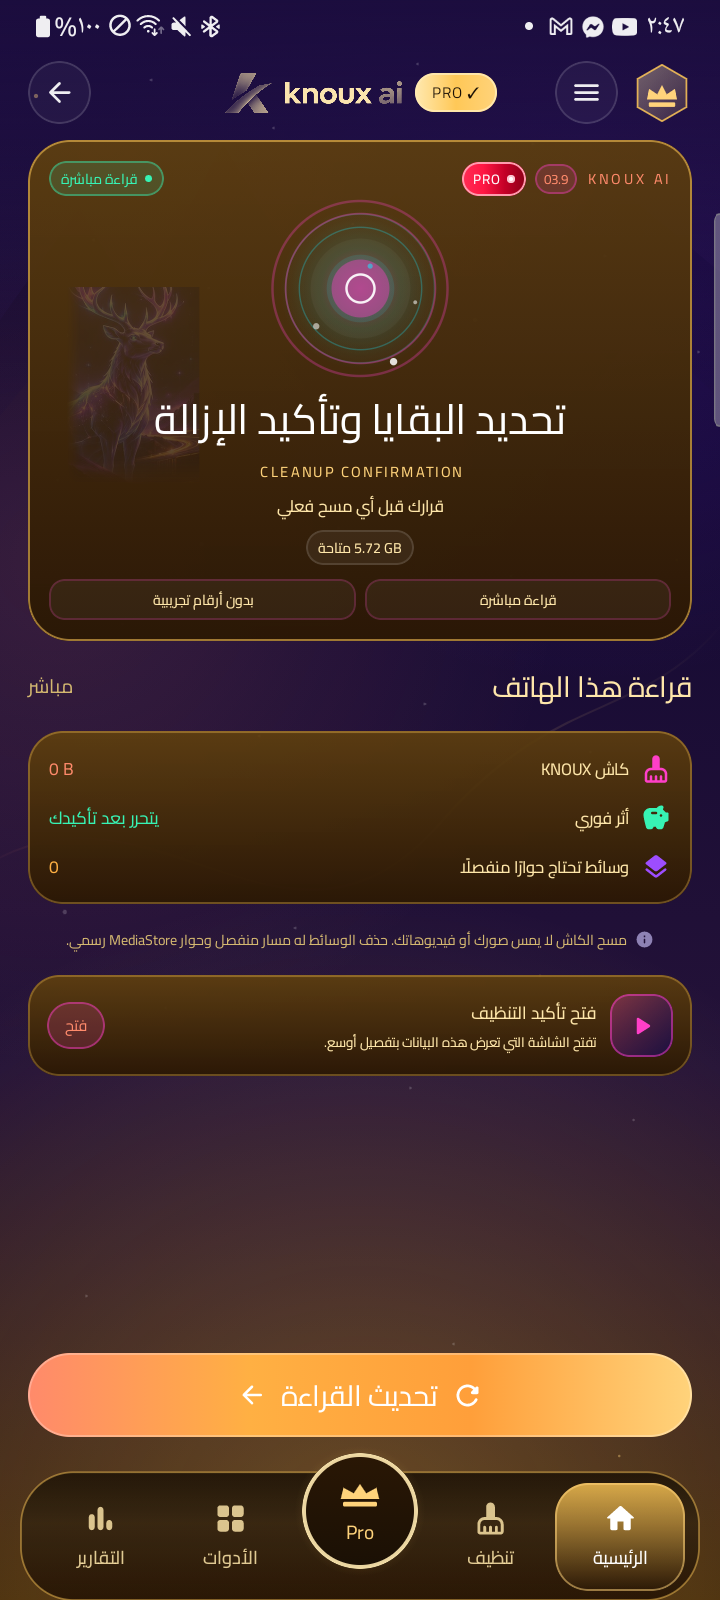 ٢:٤٧
%١٠٠
knoux ai
PRO ✓
KNOUX AI
03.9
PRO
قراءة مباشرة
تحديد البقايا وتأكيد الإزالة
CLEANUP CONFIRMATION
قرارك قبل أي مسح فعلي
5.72 GB متاحة
قراءة مباشرة
بدون أرقام تجريبية
قراءة هذا الهاتف
مباشر
كاش KNOUX
0 B
أثر فوري
يتحرر بعد تأكيدك
وسائط تحتاج حوارًا منفصلًا
0
مسح الكاش لا يمس صورك أو فيديوهاتك. حذف الوسائط له مسار منفصل وحوار MediaStore رسمي.
فتح تأكيد التنظيف
تفتح الشاشة التي تعرض هذه البيانات بتفصيل أوسع.
فتح
تحديث القراءة
الرئيسية
تنظيف
Pro
الأدوات
التقارير